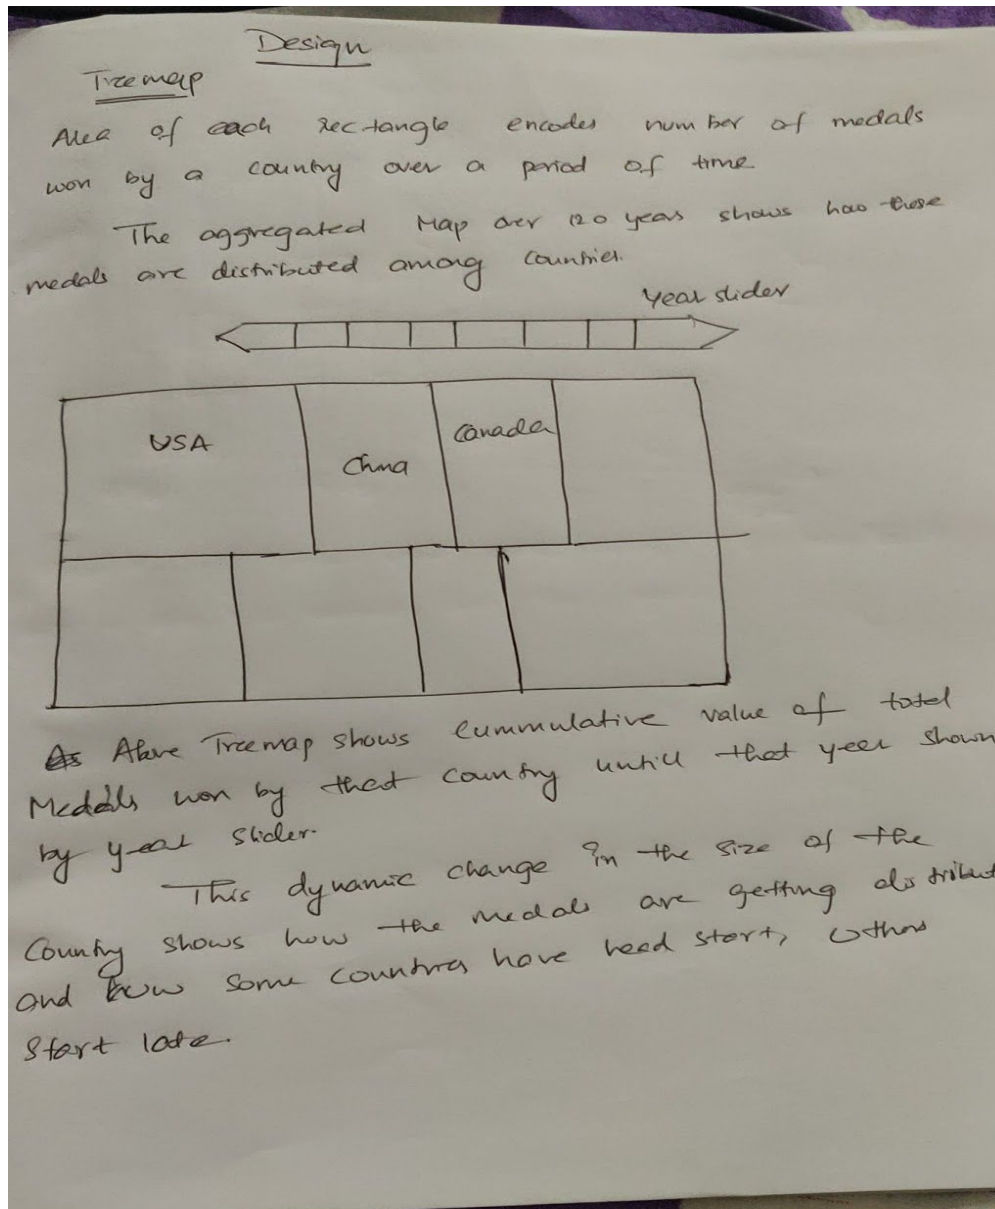 Design
Treemap
Area of each rectangle encodes number of medals
won by a country over a period of time
The aggregated Map over 120 years shows how these
medals are distributed among countries.
Year slider
USA
China
Canada
Above Treemap shows Cummulative value of total
Medals won by that country untill that year shown
by year slider.
This dynamic change in the size of the
Country shows how the medals are getting distribut
and how some countries have head start, others
Start late.